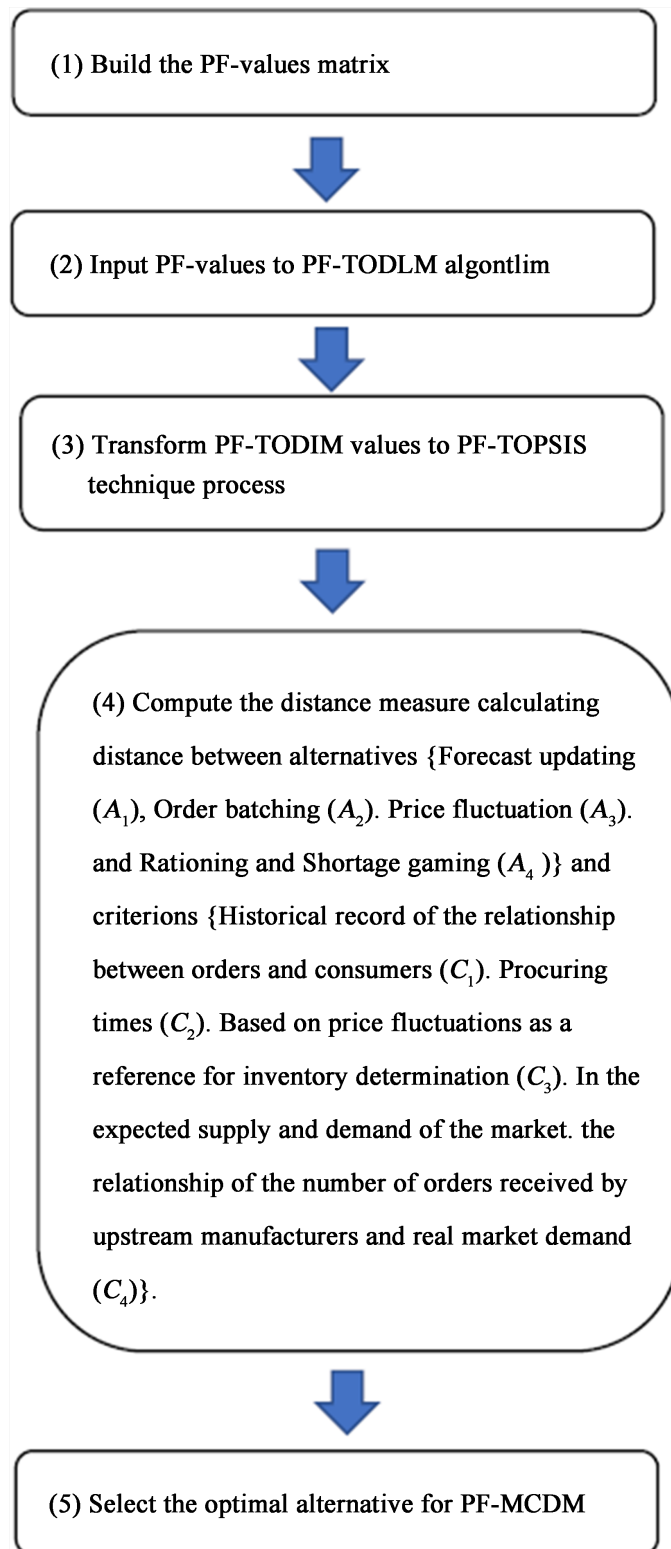 (1) Build the PF-values matrix
(2) Input PF-values to PF-TODLM algontlim
(3) Transform PF-TODIM values to PF-TOPSIS
technique process
(4) Compute the distance measure calculating
distance between alternatives {Forecast updating
(A₁), Order batching (A₂). Price fluctuation (A₃).
and Rationing and Shortage gaming (A₄ )} and
criterions {Historical record of the relationship
between orders and consumers (C₁). Procuring
times (C₂). Based on price fluctuations as a
reference for inventory determination (C₃). In the
expected supply and demand of the market. the
relationship of the number of orders received by
upstream manufacturers and real market demand
(C₄)}.
(5) Select the optimal alternative for PF-MCDM